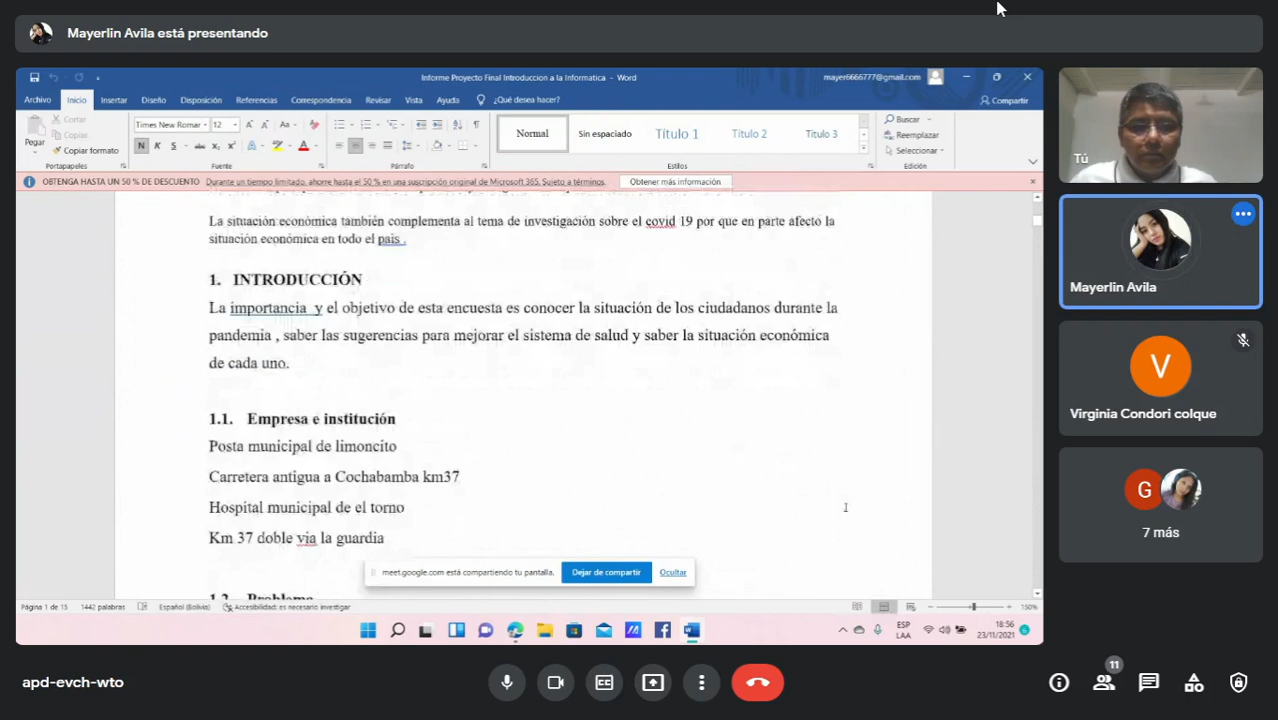 Mayerlin Avila está presentando
Informe Proyecto Final Introduccion a la Informatica - Word
mayer6666777@gmail.com
Archivo Inicio Insertar Diseño Disposición Referencias Correspondencia Revisar Vista Ayuda ¿Qué desea hacer? Compartir
Pegar
Cortar
Copiar
Copiar formato
Portapapeles
Times New Romar 12
N K S
Fuente
Párrafo
Normal Sin espaciado Título 1 Título 2 Título 3
Estilos
Buscar
Reemplazar
Seleccionar
Edición
OBTENGA HASTA UN 50 % DE DESCUENTO Durante un tiempo limitado, ahorre hasta el 50 % en una suscripción original de Microsoft 365. Sujeto a términos. Obtener más información
La situación económica también complementa al tema de investigación sobre el covid 19 por que en parte afecto la
situación económica en todo el pais .
1. INTRODUCCIÓN
La importancia y el objetivo de esta encuesta es conocer la situación de los ciudadanos durante la
pandemia , saber las sugerencias para mejorar el sistema de salud y saber la situación económica
de cada uno.
1.1. Empresa e institución
Posta municipal de limoncito
Carretera antigua a Cochabamba km37
Hospital municipal de el torno
Km 37 doble via la guardia
meet.google.com está compartiendo tu pantalla. Dejar de compartir Ocultar
1.2. Problema
Página 1 de 15 1442 palabras Español (Bolivia) Accesibilidad: es necesario investigar 150%
ESP
LAA
18:56
23/11/2021
Tú
Mayerlin Avila
V
Virginia Condori colque
G
7 más
apd-evch-wto
11